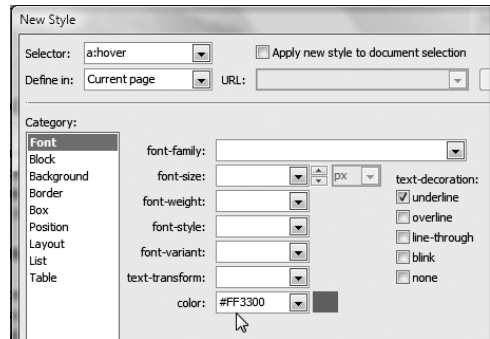 New Style
Selector: a:hover Apply new style to document selection
Define in: Current page URL:
Category:
Font
Block
Background
Border
Box
Position
Layout
List
Table
font-family:
font-size: px
font-weight:
font-style:
font-variant:
text-transform:
color: #FF3300
text-decoration:
underline
overline
line-through
blink
none